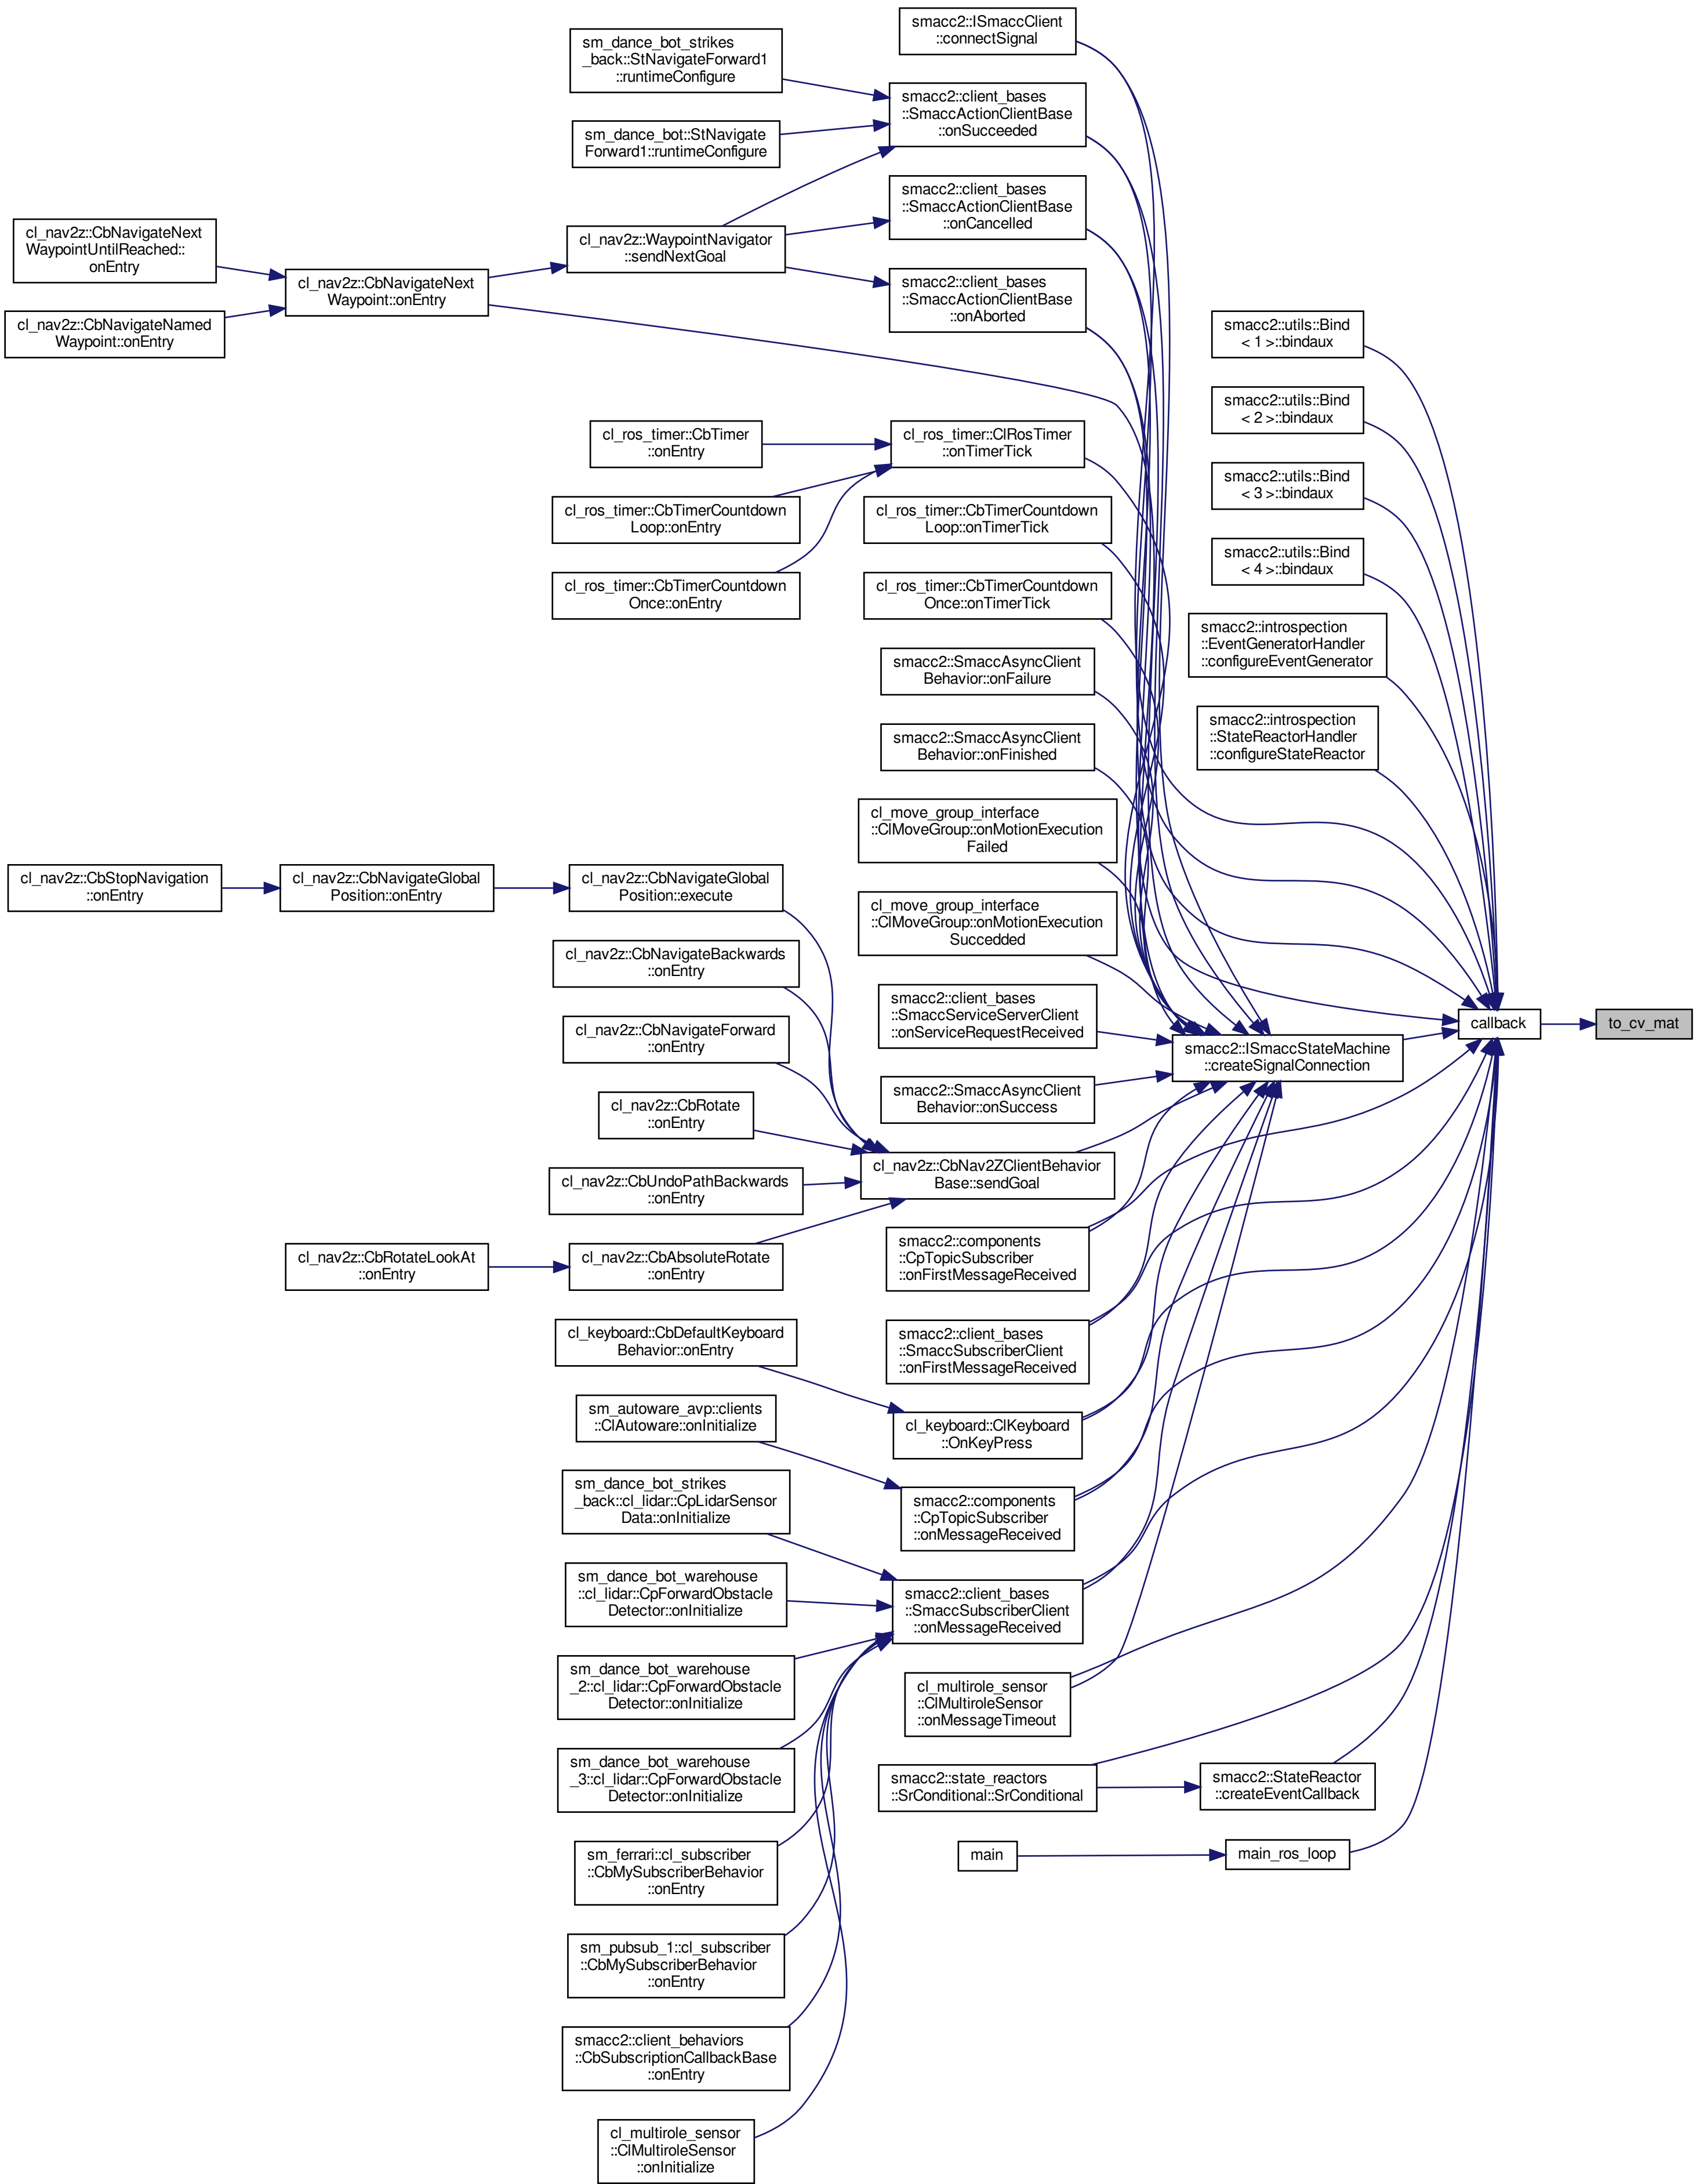 smacc2::ISmaccClient
::connectSignal
sm_dance_bot_strikes
_back::StNavigateForward1
::runtimeConfigure
smacc2::client_bases
::SmaccActionClientBase
::onSucceeded
sm_dance_bot::StNavigate
Forward1::runtimeConfigure
smacc2::client_bases
::SmaccActionClientBase
::onCancelled
cl_nav2z::CbNavigateNext
WaypointUntilReached::
onEntry
cl_nav2z::WaypointNavigator
::sendNextGoal
cl_nav2z::CbNavigateNext
Waypoint::onEntry
smacc2::client_bases
::SmaccActionClientBase
::onAborted
cl_nav2z::CbNavigateNamed
Waypoint::onEntry
smacc2::utils::Bind
< 1 >::bindaux
smacc2::utils::Bind
< 2 >::bindaux
cl_ros_timer::CbTimer
::onEntry
cl_ros_timer::ClRosTimer
::onTimerTick
smacc2::utils::Bind
< 3 >::bindaux
cl_ros_timer::CbTimerCountdown
Loop::onEntry
cl_ros_timer::CbTimerCountdown
Loop::onTimerTick
smacc2::utils::Bind
< 4 >::bindaux
cl_ros_timer::CbTimerCountdown
Once::onEntry
cl_ros_timer::CbTimerCountdown
Once::onTimerTick
smacc2::introspection
::EventGeneratorHandler
::configureEventGenerator
smacc2::SmaccAsyncClient
Behavior::onFailure
smacc2::introspection
::StateReactorHandler
::configureStateReactor
smacc2::SmaccAsyncClient
Behavior::onFinished
cl_move_group_interface
::ClMoveGroup::onMotionExecution
Failed
cl_nav2z::CbStopNavigation
::onEntry
cl_nav2z::CbNavigateGlobal
Position::onEntry
cl_nav2z::CbNavigateGlobal
Position::execute
cl_move_group_interface
::ClMoveGroup::onMotionExecution
Succedded
cl_nav2z::CbNavigateBackwards
::onEntry
smacc2::client_bases
::SmaccServiceServerClient
::onServiceRequestReceived
callback
to_cv_mat
cl_nav2z::CbNavigateForward
::onEntry
smacc2::ISmaccStateMachine
::createSignalConnection
smacc2::SmaccAsyncClient
Behavior::onSuccess
cl_nav2z::CbRotate
::onEntry
cl_nav2z::CbNav2ZClientBehavior
Base::sendGoal
cl_nav2z::CbUndoPathBackwards
::onEntry
smacc2::components
::CpTopicSubscriber
::onFirstMessageReceived
cl_nav2z::CbRotateLookAt
::onEntry
cl_nav2z::CbAbsoluteRotate
::onEntry
smacc2::client_bases
::SmaccSubscriberClient
::onFirstMessageReceived
cl_keyboard::CbDefaultKeyboard
Behavior::onEntry
sm_autoware_avp::clients
::ClAutoware::onInitialize
cl_keyboard::ClKeyboard
::OnKeyPress
sm_dance_bot_strikes
_back::cl_lidar::CpLidarSensor
Data::onInitialize
smacc2::components
::CpTopicSubscriber
::onMessageReceived
sm_dance_bot_warehouse
::cl_lidar::CpForwardObstacle
Detector::onInitialize
smacc2::client_bases
::SmaccSubscriberClient
::onMessageReceived
sm_dance_bot_warehouse
_2::cl_lidar::CpForwardObstacle
Detector::onInitialize
cl_multirole_sensor
::ClMultiroleSensor
::onMessageTimeout
sm_dance_bot_warehouse
_3::cl_lidar::CpForwardObstacle
Detector::onInitialize
smacc2::state_reactors
::SrConditional::SrConditional
smacc2::StateReactor
::createEventCallback
sm_ferrari::cl_subscriber
::CbMySubscriberBehavior
::onEntry
main
main_ros_loop
sm_pubsub_1::cl_subscriber
::CbMySubscriberBehavior
::onEntry
smacc2::client_behaviors
::CbSubscriptionCallbackBase
::onEntry
cl_multirole_sensor
::ClMultiroleSensor
::onInitialize